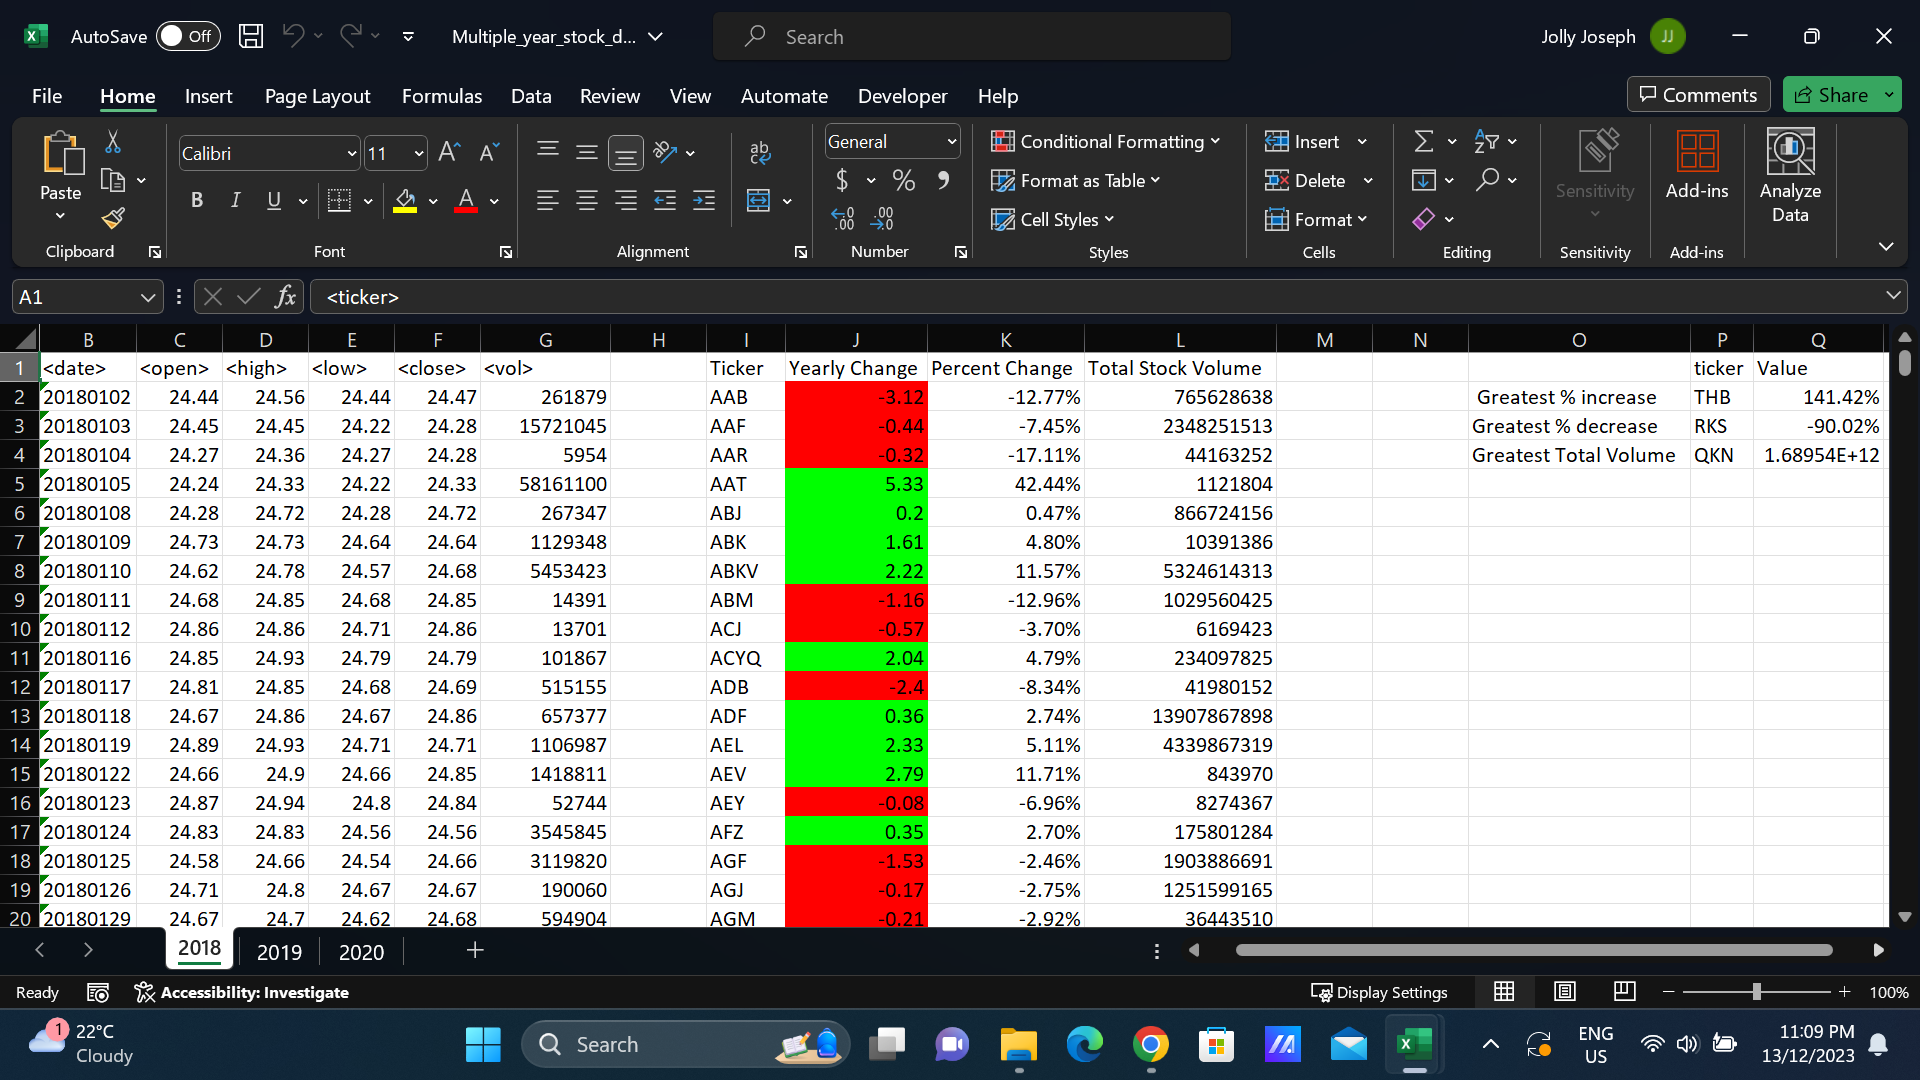 AutoSave Off Multiple_year_stock_d... Search Jolly Joseph JJ
File Home Insert Page Layout Formulas Data Review View Automate Developer Help Comments Share
Paste Calibri 11 B I U A General $ % Conditional Formatting Format as Table Cell Styles Insert Delete Format Sensitivity Add-ins Analyze Data
Clipboard Font Alignment Number Styles Cells Editing Sensitivity Add-ins
A1 fx <ticker>
B C D E F G H I J K L M N O P Q
1 <date> <open> <high> <low> <close> <vol> Ticker Yearly Change Percent Change Total Stock Volume ticker Value
2 20180102 24.44 24.56 24.44 24.47 261879 AAB -3.12 -12.77% 765628638 Greatest % increase THB 141.42%
3 20180103 24.45 24.45 24.22 24.28 15721045 AAF -0.44 -7.45% 2348251513 Greatest % decrease RKS -90.02%
4 20180104 24.27 24.36 24.27 24.28 5954 AAR -0.32 -17.11% 44163252 Greatest Total Volume QKN 1.68954E+12
5 20180105 24.24 24.33 24.22 24.33 58161100 AAT 5.33 42.44% 1121804
6 20180108 24.28 24.72 24.28 24.72 267347 ABJ 0.2 0.47% 866724156
7 20180109 24.73 24.73 24.64 24.64 1129348 ABK 1.61 4.80% 10391386
8 20180110 24.62 24.78 24.57 24.68 5453423 ABKV 2.22 11.57% 5324614313
9 20180111 24.68 24.85 24.68 24.85 14391 ABM -1.16 -12.96% 1029560425
10 20180112 24.86 24.86 24.71 24.86 13701 ACJ -0.57 -3.70% 6169423
11 20180116 24.85 24.93 24.79 24.79 101867 ACYQ 2.04 4.79% 234097825
12 20180117 24.81 24.85 24.68 24.69 515155 ADB -2.4 -8.34% 41980152
13 20180118 24.67 24.86 24.67 24.86 657377 ADF 0.36 2.74% 13907867898
14 20180119 24.89 24.93 24.71 24.71 1106987 AEL 2.33 5.11% 4339867319
15 20180122 24.66 24.9 24.66 24.85 1418811 AEV 2.79 11.71% 843970
16 20180123 24.87 24.94 24.8 24.84 52744 AEY -0.08 -6.96% 8274367
17 20180124 24.83 24.83 24.56 24.56 3545845 AFZ 0.35 2.70% 175801284
18 20180125 24.58 24.66 24.54 24.66 3119820 AGF -1.53 -2.46% 1903886691
19 20180126 24.71 24.8 24.67 24.67 190060 AGJ -0.17 -2.75% 1251599165
20 20180129 24.67 24.7 24.62 24.68 594904 AGM -0.21 -2.92% 36443510
2018 2019 2020
Ready Accessibility: Investigate Display Settings 100%
1 22°C Search ENG 11:09 PM
Cloudy US 13/12/2023